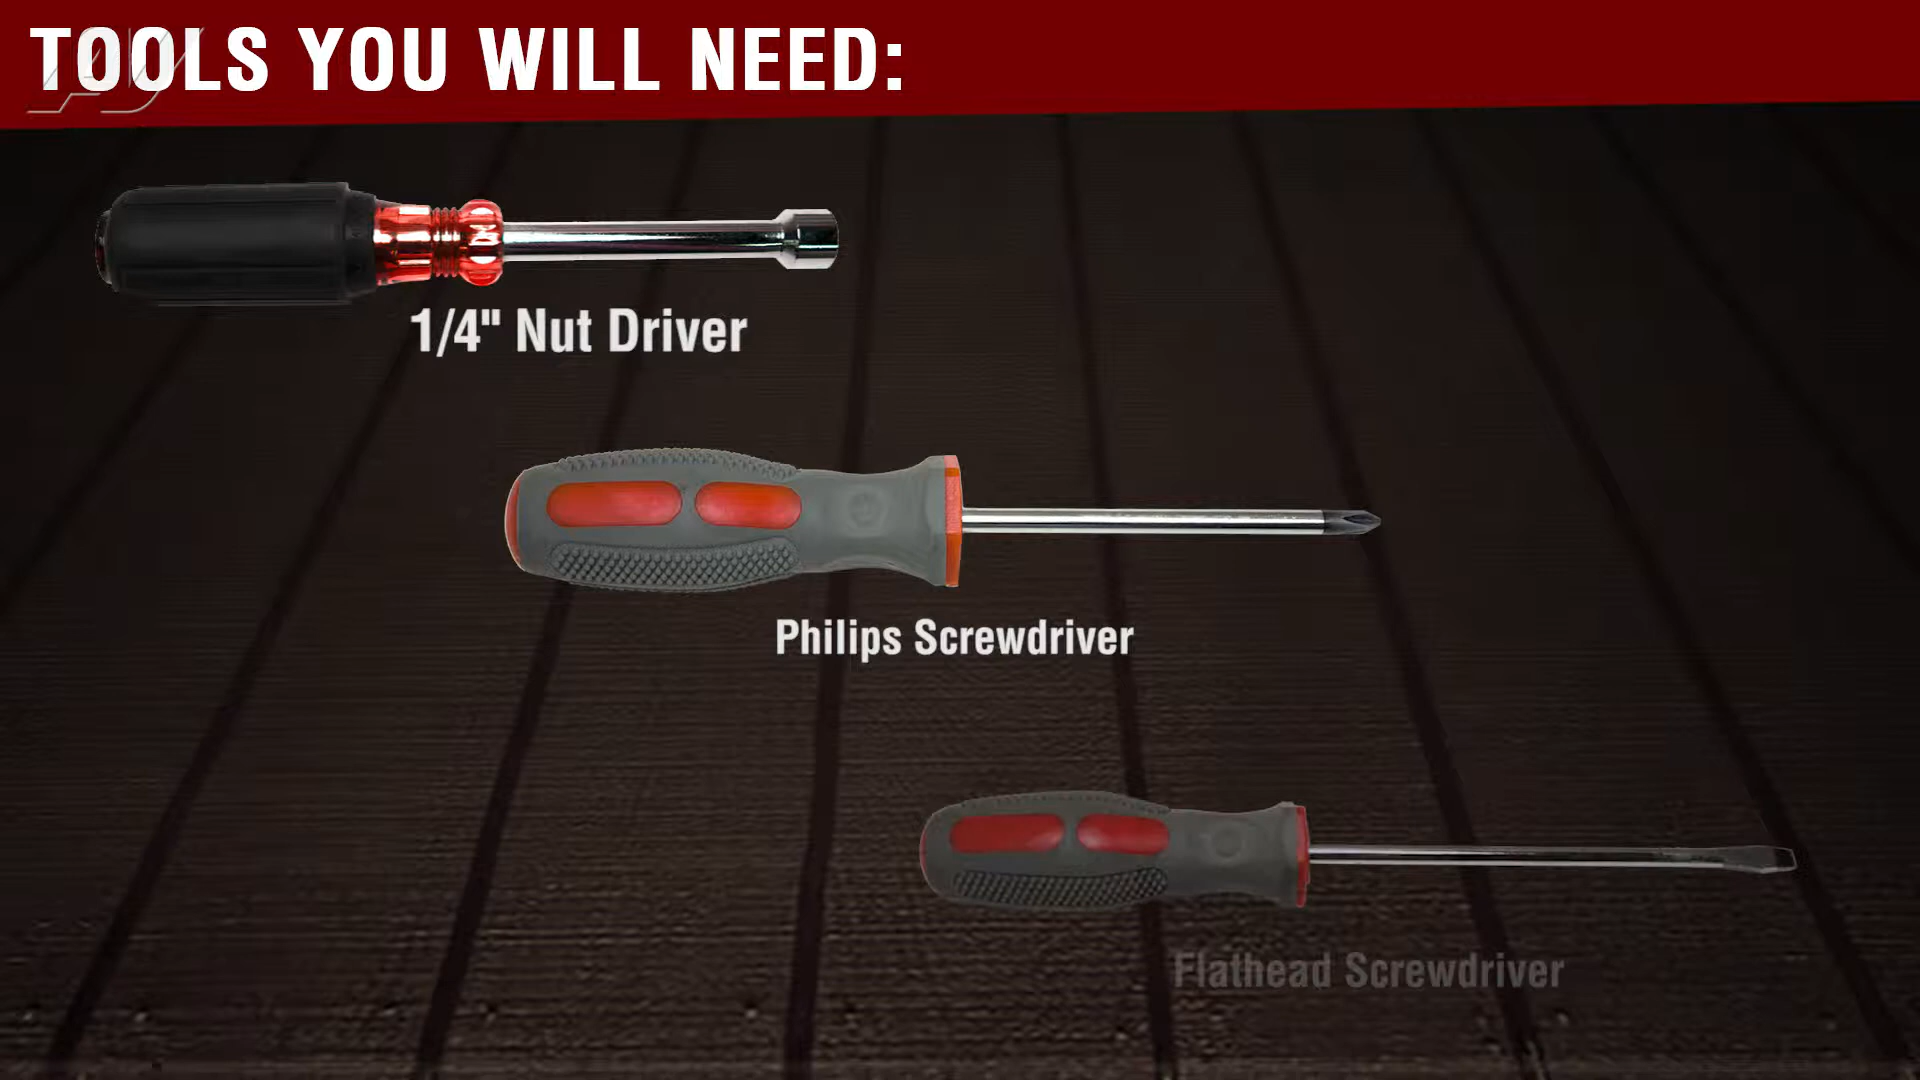 TOOLS YOU WILL NEED:
1/4" Nut Driver
Philips Screwdriver
Flathead Screwdriver